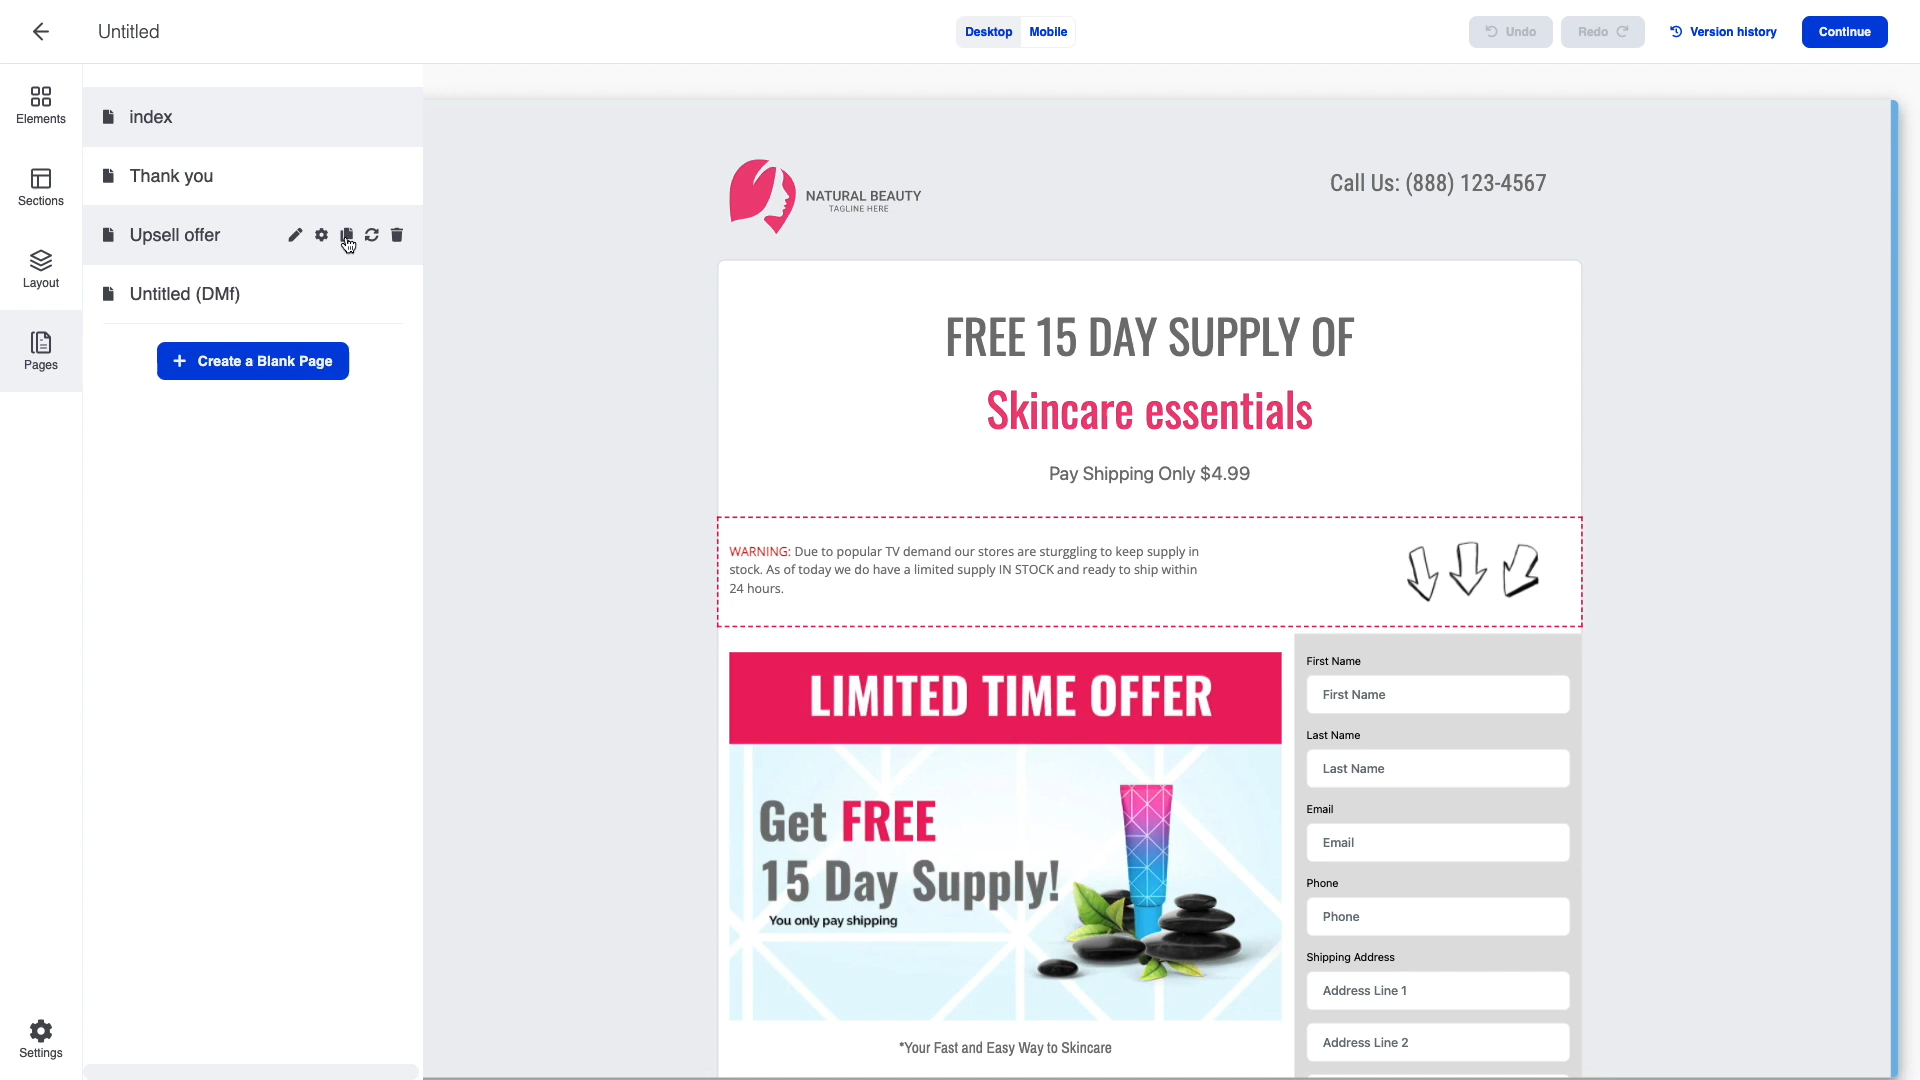 Untitled
Desktop
Mobile
Undo
Redo
Version history
Continue
Elements
Sections
Layout
Pages
Settings
index
Thank you
Upsell offer
Untitled (DMf)
+ Create a Blank Page
NATURAL BEAUTY
TAGLINE HERE
Call Us: (888) 123-4567
FREE 15 DAY SUPPLY OF
Skincare essentials
Pay Shipping Only $4.99
WARNING: Due to popular TV demand our stores are sturggling to keep supply in
stock. As of today we do have a limited supply IN STOCK and ready to ship within
24 hours.
LIMITED TIME OFFER
Get FREE
15 Day Supply!
You only pay shipping
*Your Fast and Easy Way to Skincare
First Name
First Name
Last Name
Last Name
Email
Email
Phone
Phone
Shipping Address
Address Line 1
Address Line 2